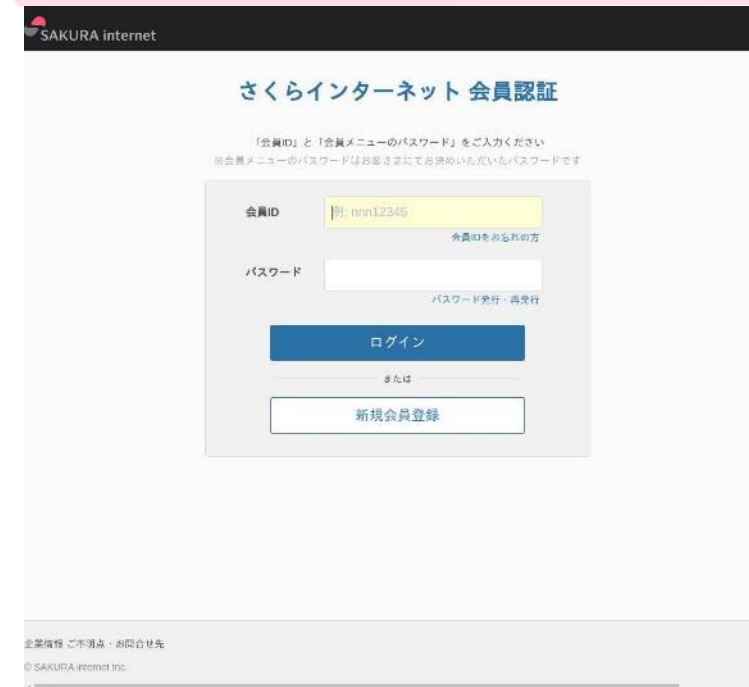 SAKURA internet
さくらインターネット 会員認証
「会員ID」と「会員メニューのパスワード」をご入力ください
※会員メニューのパスワードはお客さまにてお決めいただいたパスワードです
会員ID
例: nnn12345
会員IDをお忘れの方
パスワード
パスワード発行・再発行
ログイン
または
新規会員登録
企業情報 ご不明点・お問合せ先
© SAKURA internet Inc.